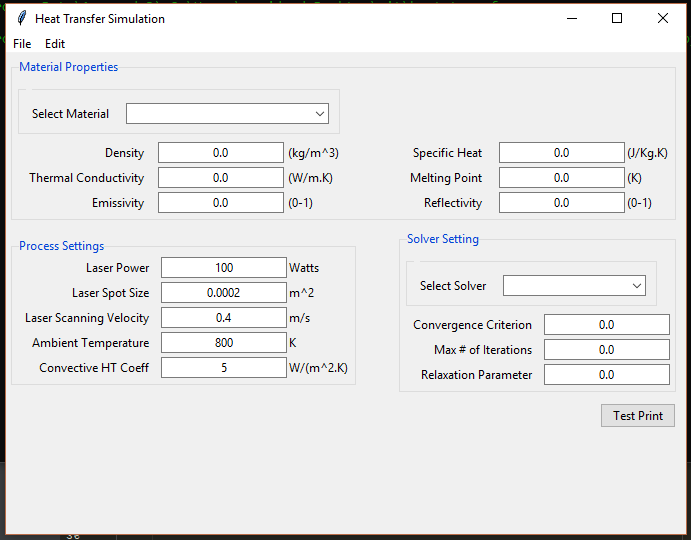 Heat Transfer Simulation
File Edit
Material Properties
Select Material
Density 0.0 (kg/m^3) Specific Heat 0.0 (J/Kg.K)
Thermal Conductivity 0.0 (W/m.K) Melting Point 0.0 (K)
Emissivity 0.0 (0-1) Reflectivity 0.0 (0-1)
Process Settings
Laser Power 100 Watts
Laser Spot Size 0.0002 m^2
Laser Scanning Velocity 0.4 m/s
Ambient Temperature 800 K
Convective HT Coeff 5 W/(m^2.K)
Solver Setting
Select Solver
Convergence Criterion 0.0
Max # of Iterations 0.0
Relaxation Parameter 0.0
Test Print
se